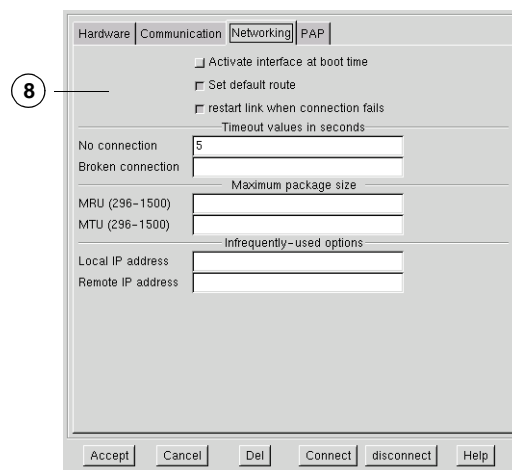 Hardware Communication Networking PAP
Activate interface at boot time
8
Set default route
restart link when connection fails
Timeout values in seconds
No connection 5
Broken connection
Maximum package size
MRU (296-1500)
MTU (296-1500)
Infrequently-used options
Local IP address
Remote IP address
Accept Cancel Del Connect disconnect Help